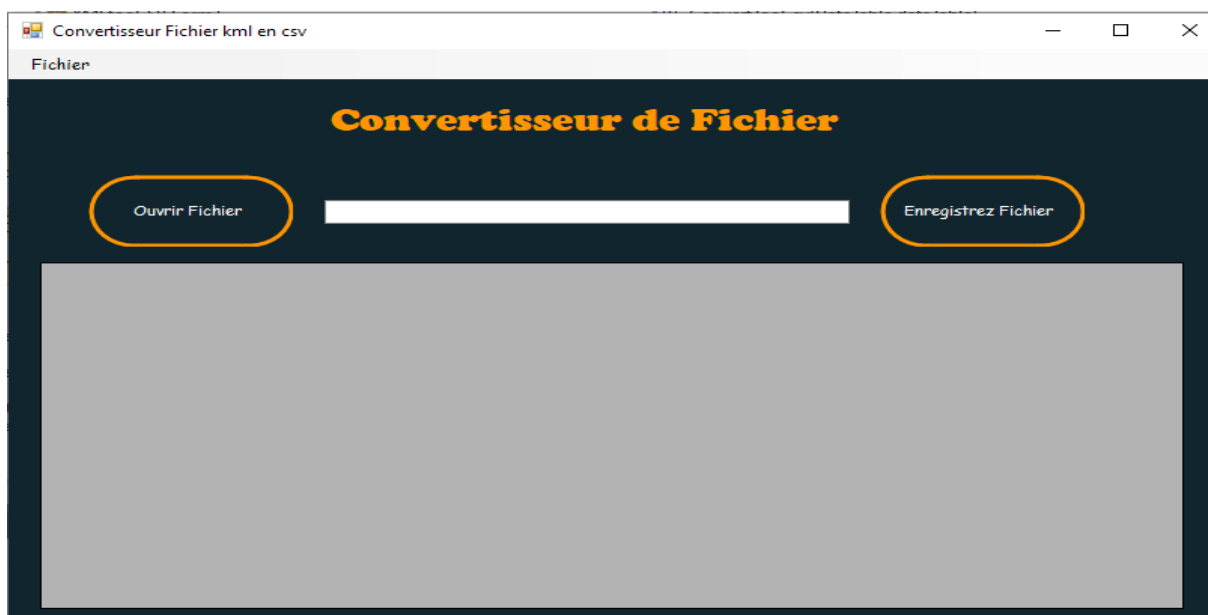 Convertisseur Fichier kml en csv
Fichier
Convertisseur de Fichier
Ouvrir Fichier
Enregistrez Fichier